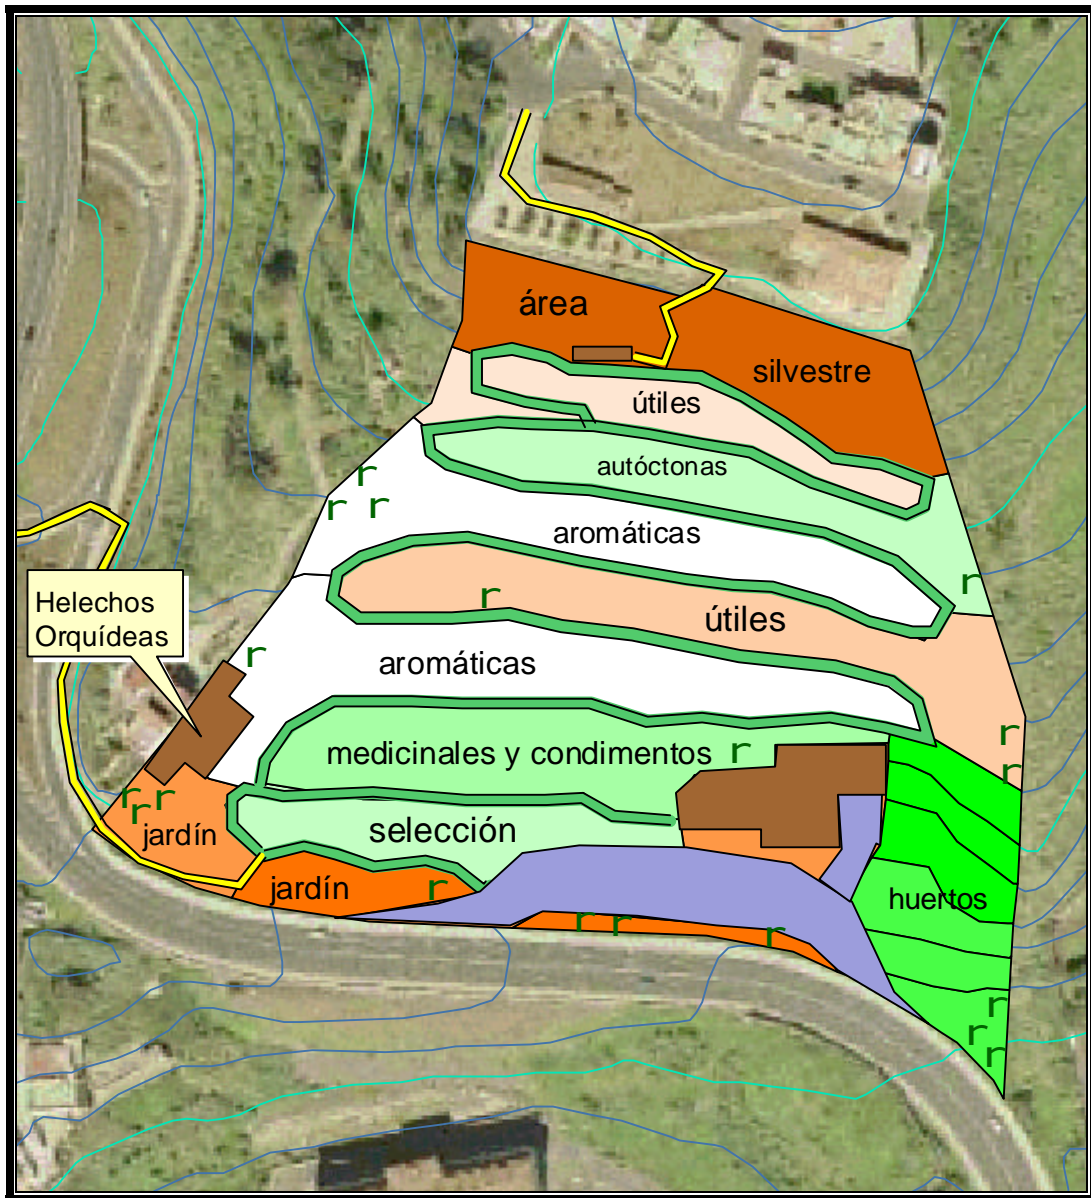 área
silvestre
útiles
autóctonas
r
r r
aromáticas
r
r
útiles
Helechos
Orquídeas
r
aromáticas
r
medicinales y condimentos r
r
r r
r
jardín
selección
jardín
r
huertos
r r
r
r
r
r